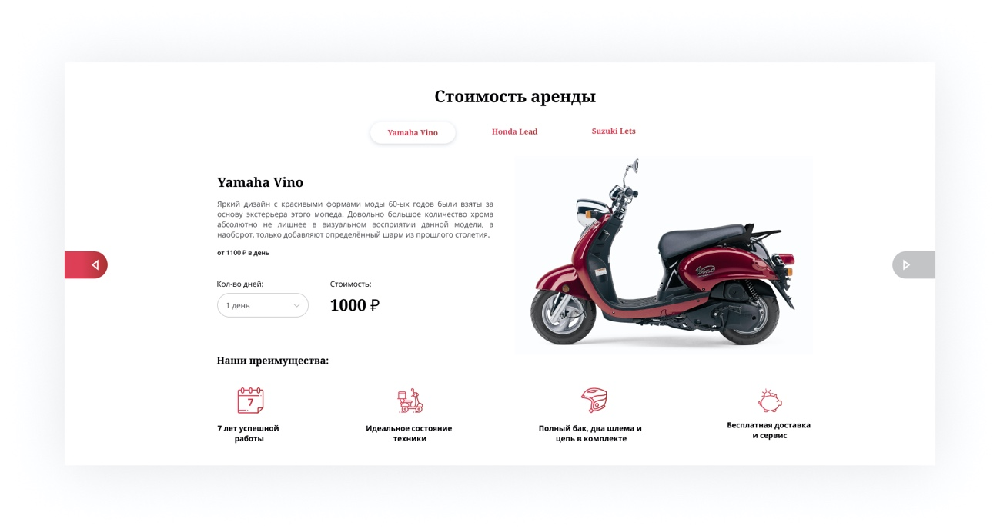 Стоимость аренды
Yamaha Vino
Honda Lead
Suzuki Lets
Yamaha Vino
Яркий дизайн с красивыми формами моды 60-ых годов были взяты за
основу экстерьера этого мопеда. Довольно большое количество хрома
абсолютно не лишнее в визуальном восприятии данной модели, а
наоборот, только добавляют определённый шарм из прошлого столетия.
от 1100 ₽ в день
Кол-во дней:
1 день
Стоимость:
1000 ₽
Vino
Наши преимущества:
7
7 лет успешной
работы
Идеальное состояние
техники
Полный бак, два шлема и
цепь в комплекте
Бесплатная доставка
и сервис